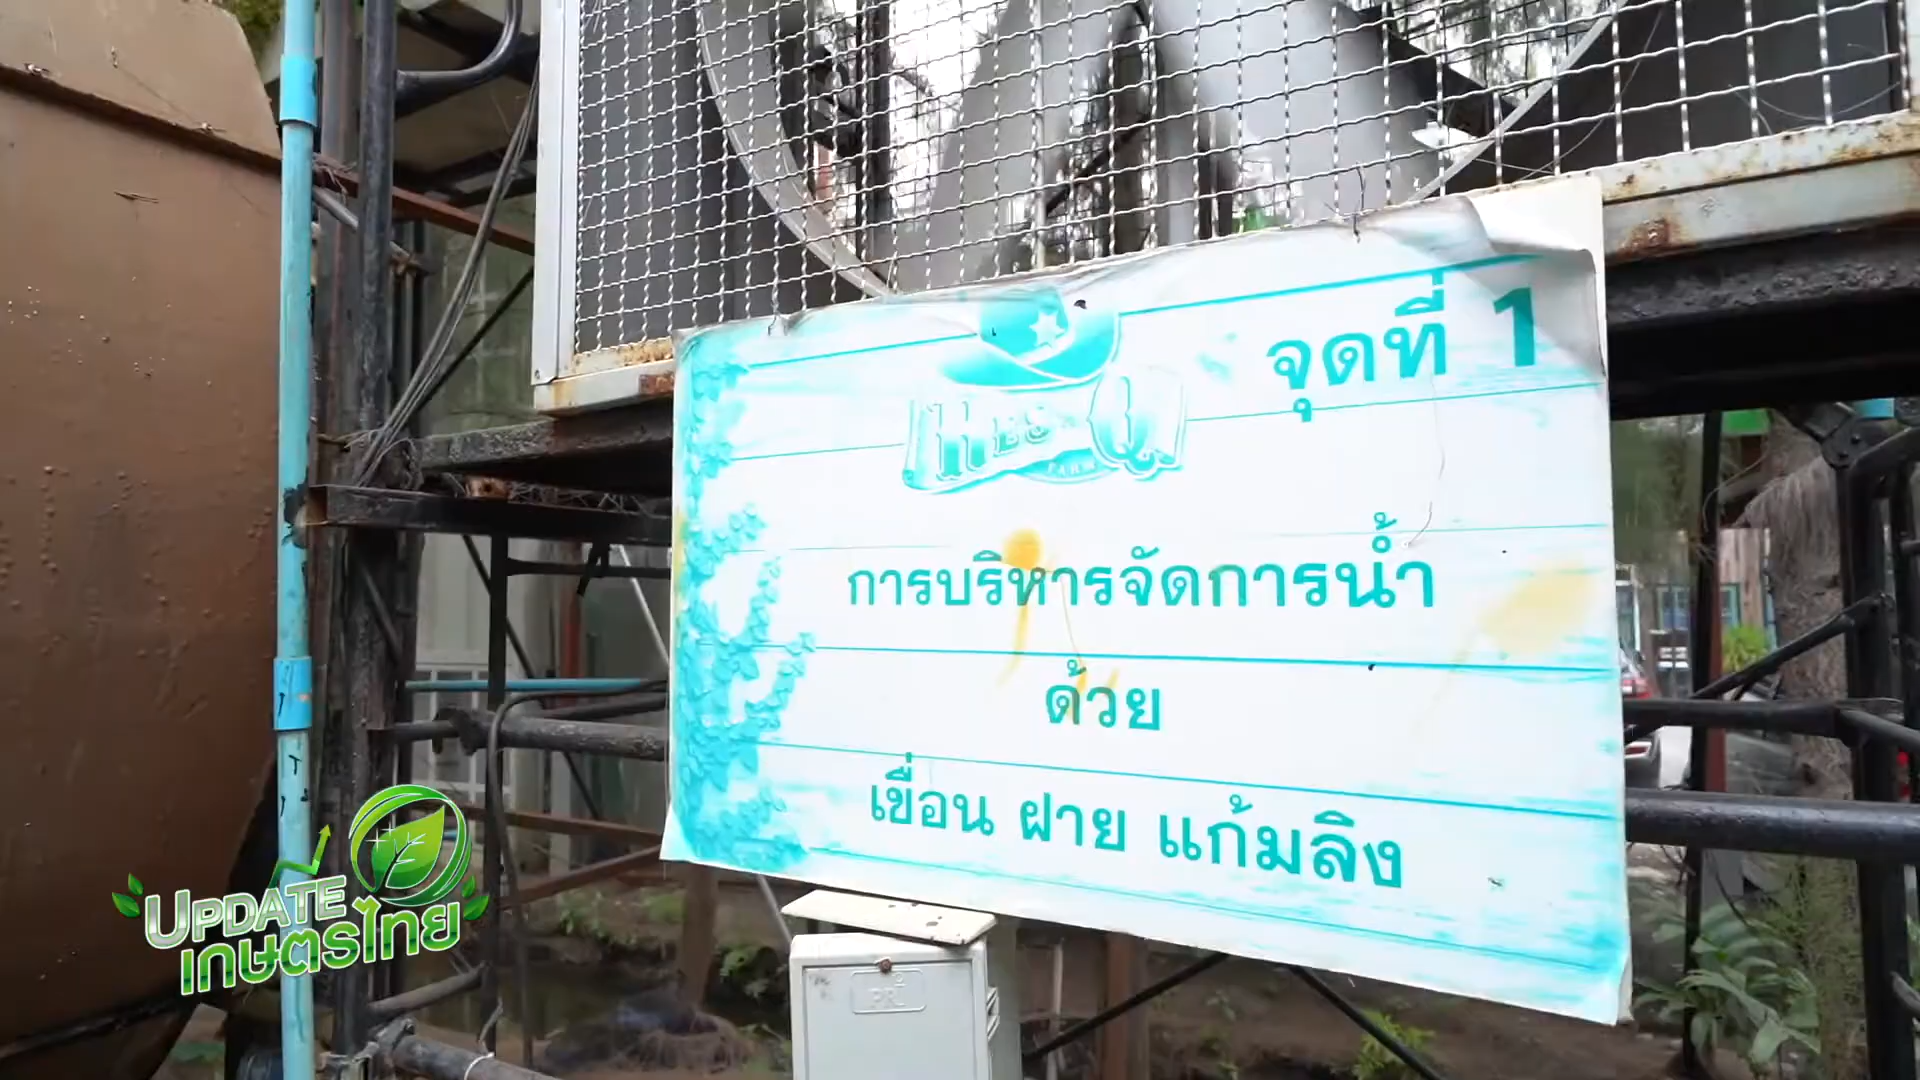 จุดที่ 1
FARM
การบริหารจัดการน้ำ
ด้วย
เขื่อน ฝาย แก้มลิง
UPDATE
เกษตรไทย